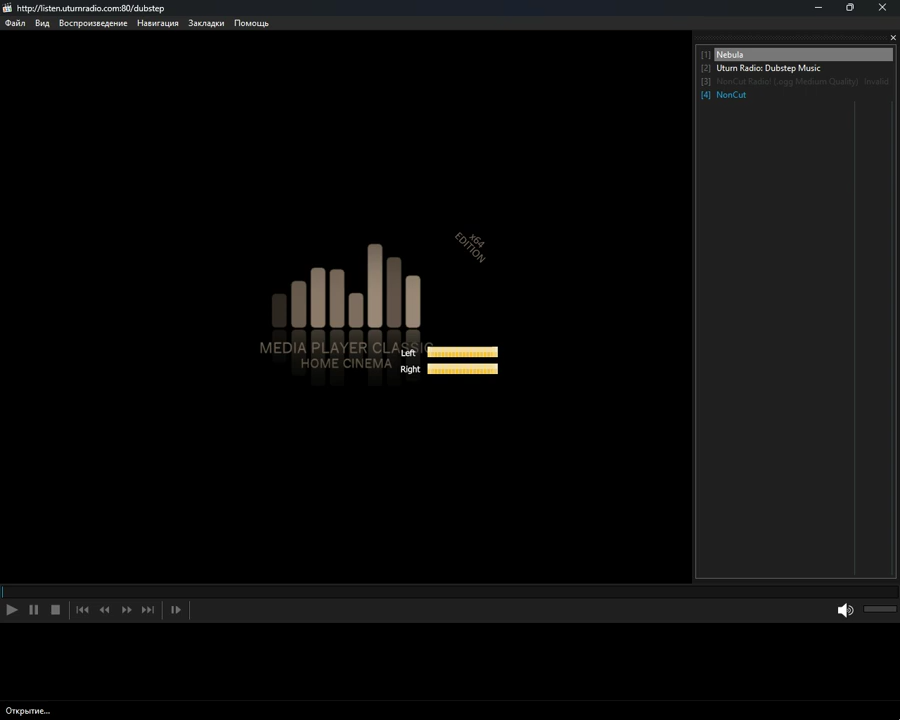 http://listen.uturnradio.com:80/dubstep
Файл Вид Воспроизведение Навигация Закладки Помощь
[1] Nebula
[2] Uturn Radio: Dubstep Music
[3] NonCut Radio! (.ogg Medium Quality) Invalid
[4] NonCut
x64
EDITION
MEDIA PLAYER CLASSIC
HOME CINEMA
Left
Right
Открытие...